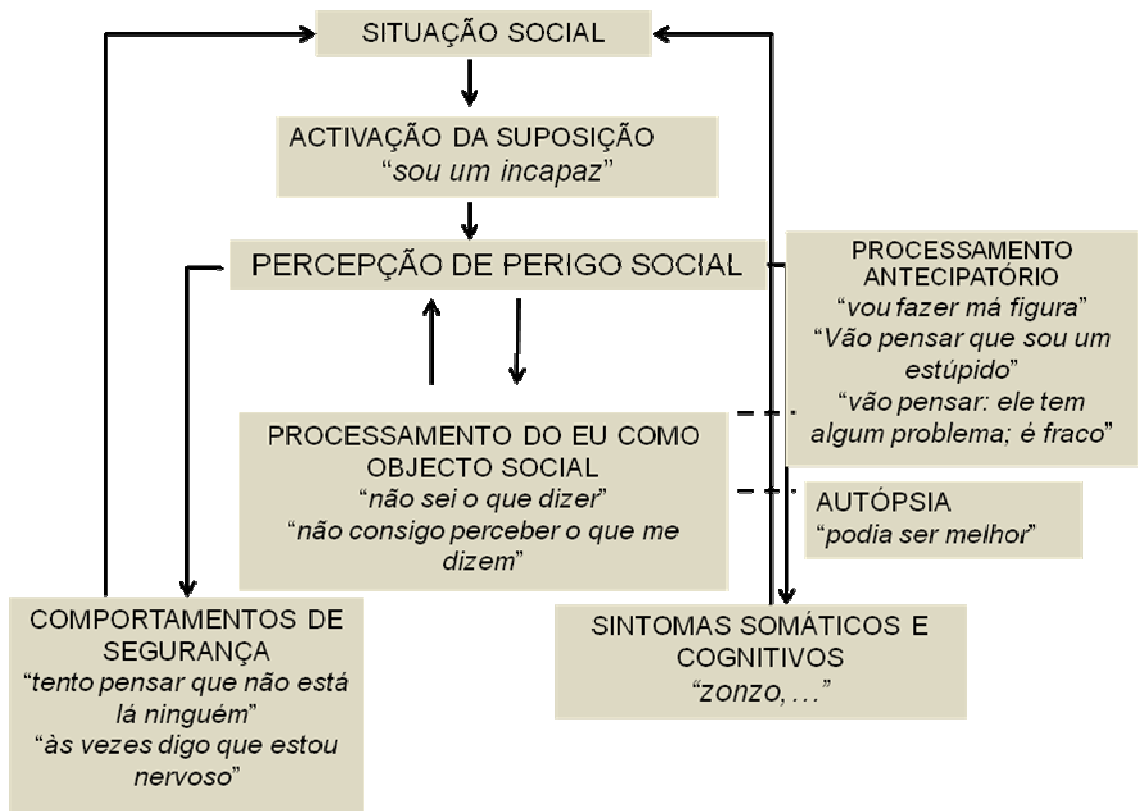 SITUAÇÃO SOCIAL
ACTIVAÇÃO DA SUPOSIÇÃO
“sou um incapaz”
PERCEPÇÃO DE PERIGO SOCIAL
PROCESSAMENTO
ANTECIPATÓRIO
“vou fazer má figura”
“Vão pensar que sou um
estúpido”
“vão pensar: ele tem
algum problema; é fraco”
PROCESSAMENTO DO EU COMO
OBJECTO SOCIAL
“não sei o que dizer”
“não consigo perceber o que me
dizem”
AUTÓPSIA
“podia ser melhor”
COMPORTAMENTOS DE
SEGURANÇA
“tento pensar que não está
lá ninguém”
“às vezes digo que estou
nervoso”
SINTOMAS SOMÁTICOS E
COGNITIVOS
“zonzo, …”